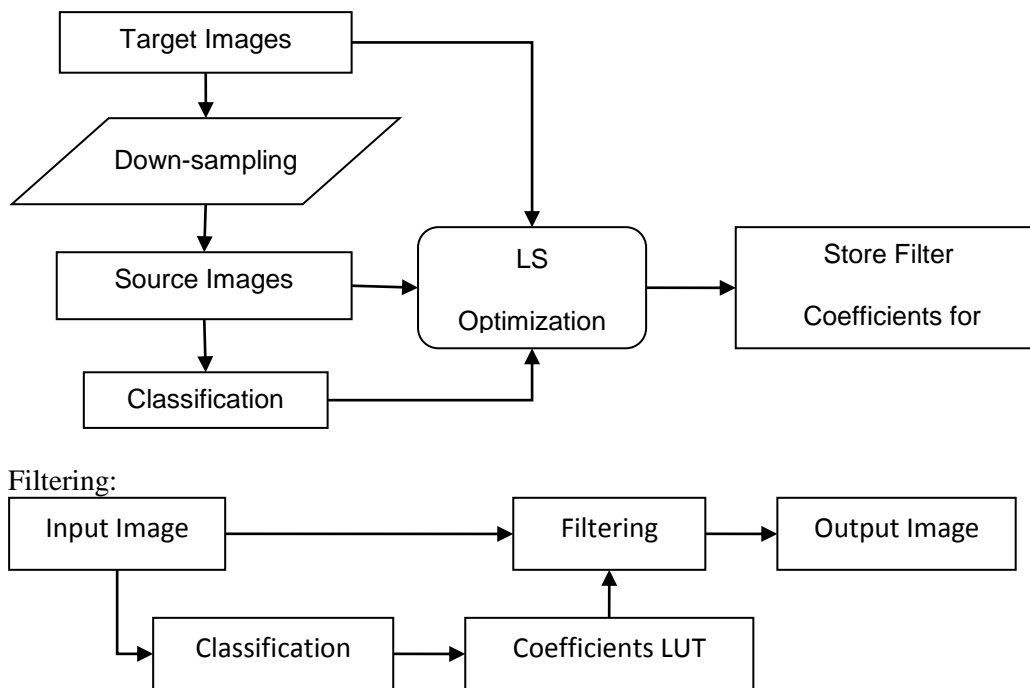 Target Images
Down-sampling
Source Images
LS
Optimization
Store Filter
Coefficients for
Classification
Filtering:
Input Image
Filtering
Output Image
Classification
Coefficients LUT